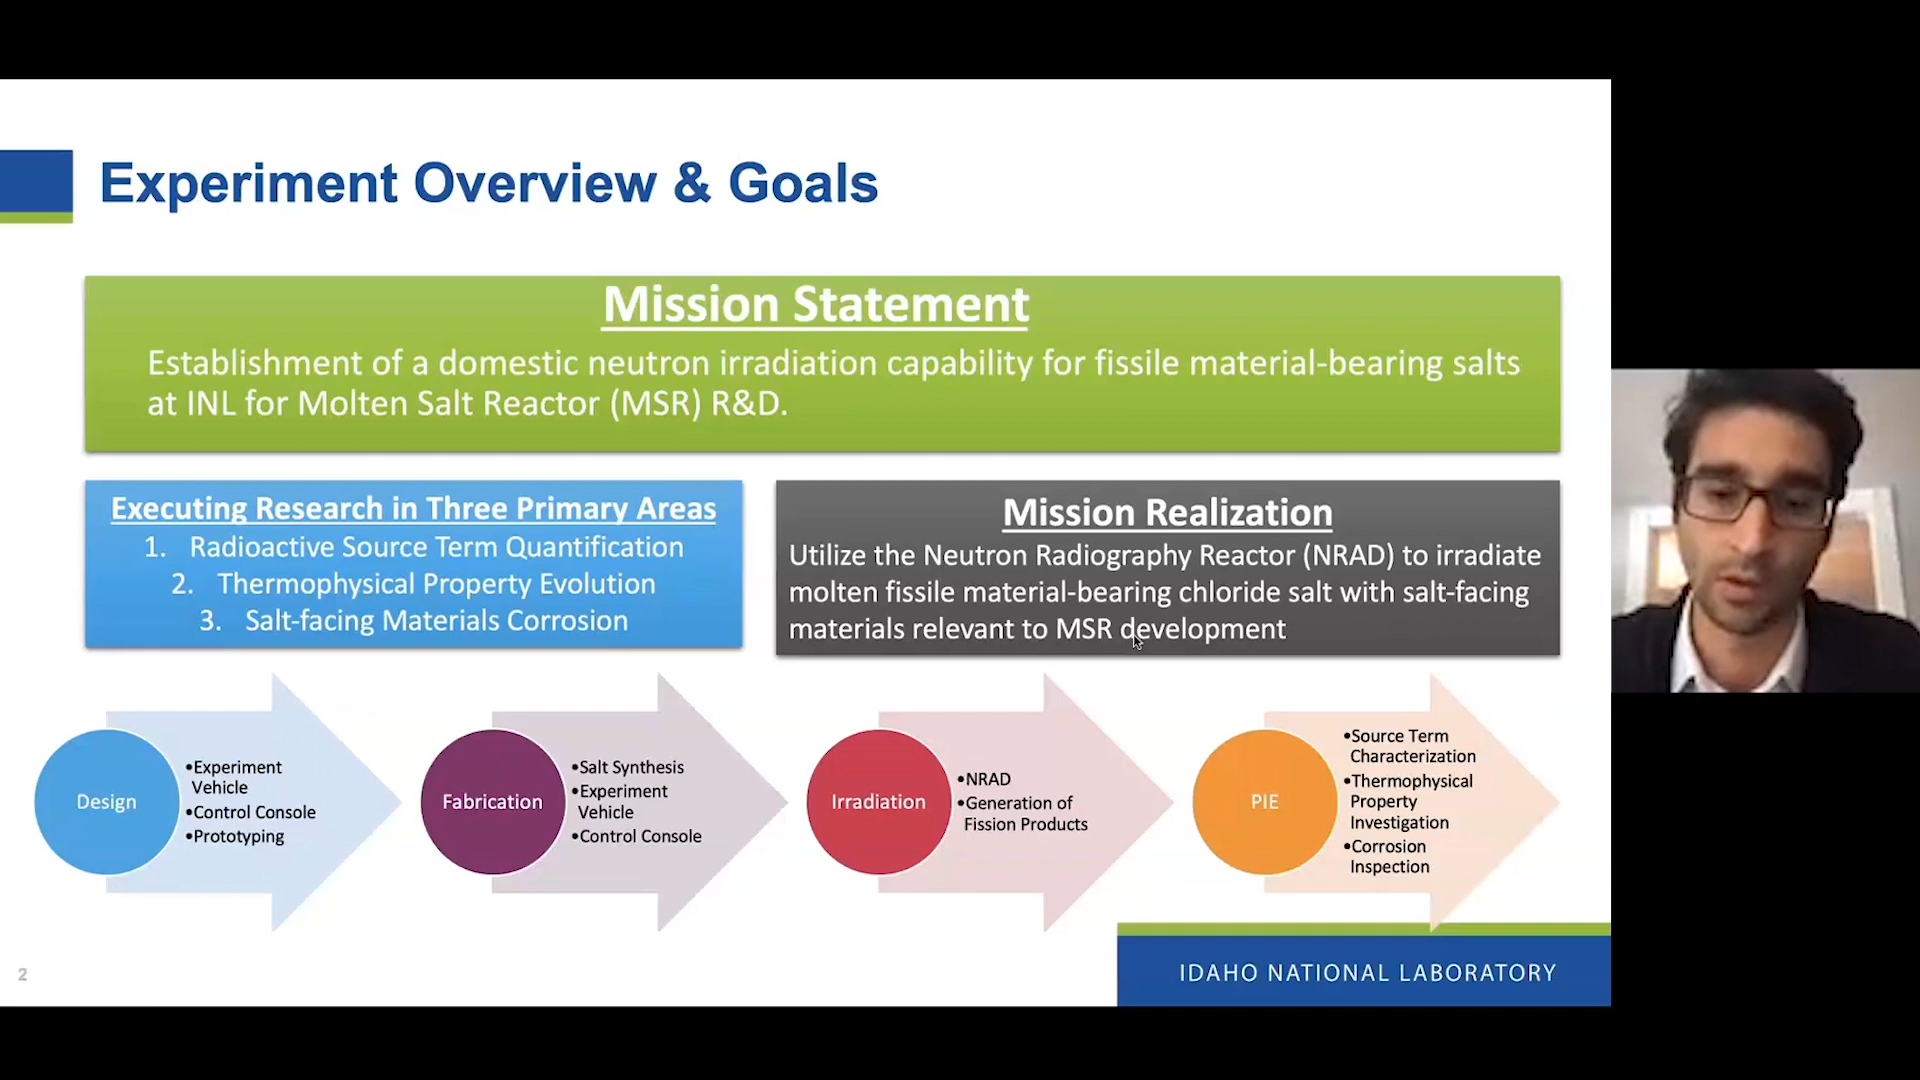 Experiment Overview & Goals
Mission Statement
Establishment of a domestic neutron irradiation capability for fissile material-bearing salts
at INL for Molten Salt Reactor (MSR) R&D.
Executing Research in Three Primary Areas
1. Radioactive Source Term Quantification
2. Thermophysical Property Evolution
3. Salt-facing Materials Corrosion
Mission Realization
Utilize the Neutron Radiography Reactor (NRAD) to irradiate
molten fissile material-bearing chloride salt with salt-facing
materials relevant to MSR development
Design
•Experiment
Vehicle
•Control Console
•Prototyping
Fabrication
•Salt Synthesis
•Experiment
Vehicle
•Control Console
Irradiation
•NRAD
•Generation of
Fission Products
PIE
•Source Term
Characterization
•Thermophysical
Property
Investigation
•Corrosion
Inspection
2
IDAHO NATIONAL LABORATORY